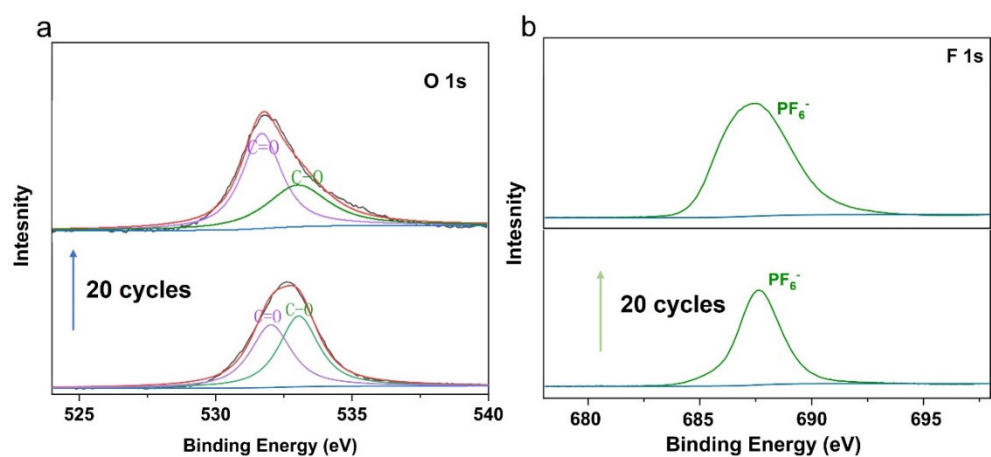 a
O 1s
C=O
C-O
20 cycles
C=O
C-O
525
530
535
540
Intesnity
Binding Energy (eV)
b
F 1s
PF6-
PF6-
20 cycles
680
685
690
695
Intesnity
Intesnity
Binding Energy (eV)